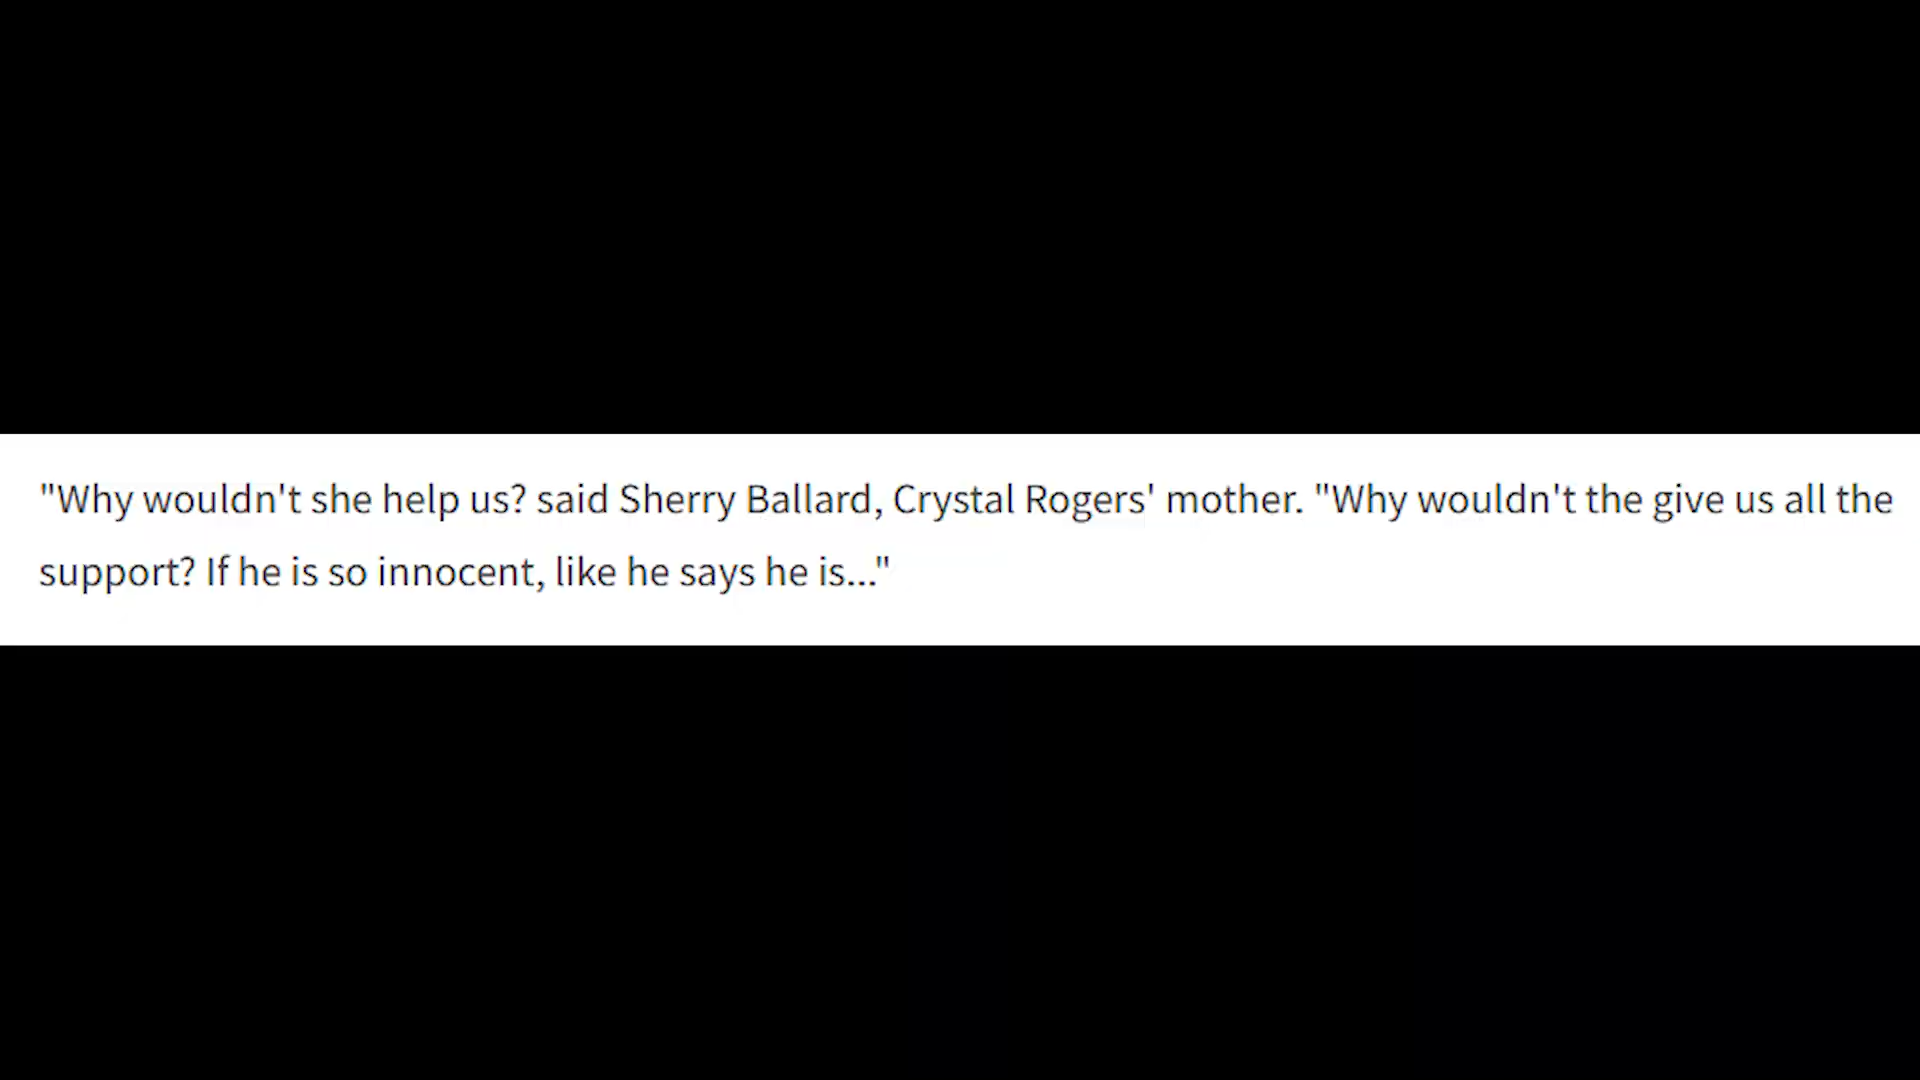 "Why wouldn't she help us? said Sherry Ballard, Crystal Rogers' mother. "Why wouldn't the give us all the
support? If he is so innocent, like he says he is..."